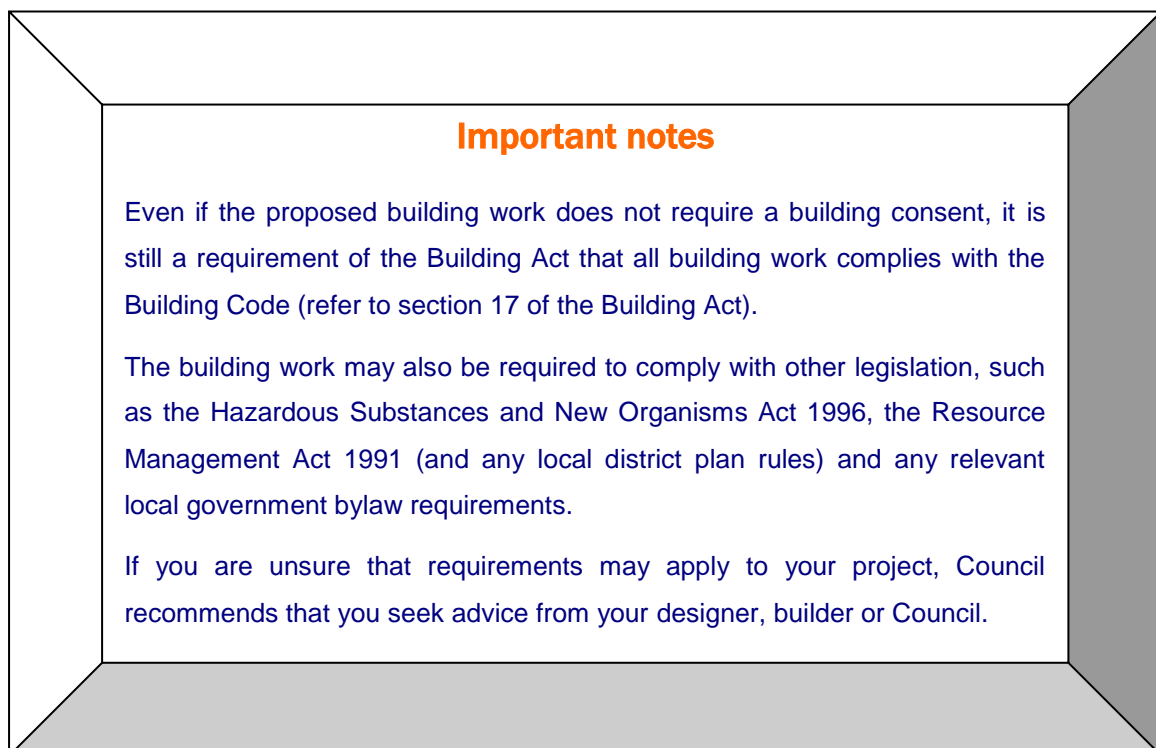 Important notes
Even if the proposed building work does not require a building consent, it is
still a requirement of the Building Act that all building work complies with the
Building Code (refer to section 17 of the Building Act).
The building work may also be required to comply with other legislation, such
as the Hazardous Substances and New Organisms Act 1996, the Resource
Management Act 1991 (and any local district plan rules) and any relevant
local government bylaw requirements.
If you are unsure that requirements may apply to your project, Council
recommends that you seek advice from your designer, builder or Council.